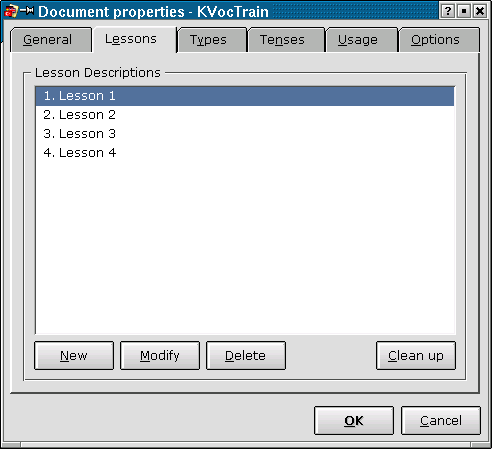 Document properties - KVocTrain
General Lessons Types Tenses Usage Options
Lesson Descriptions
1. Lesson 1
2. Lesson 2
3. Lesson 3
4. Lesson 4
New Modify Delete Clean up
OK Cancel